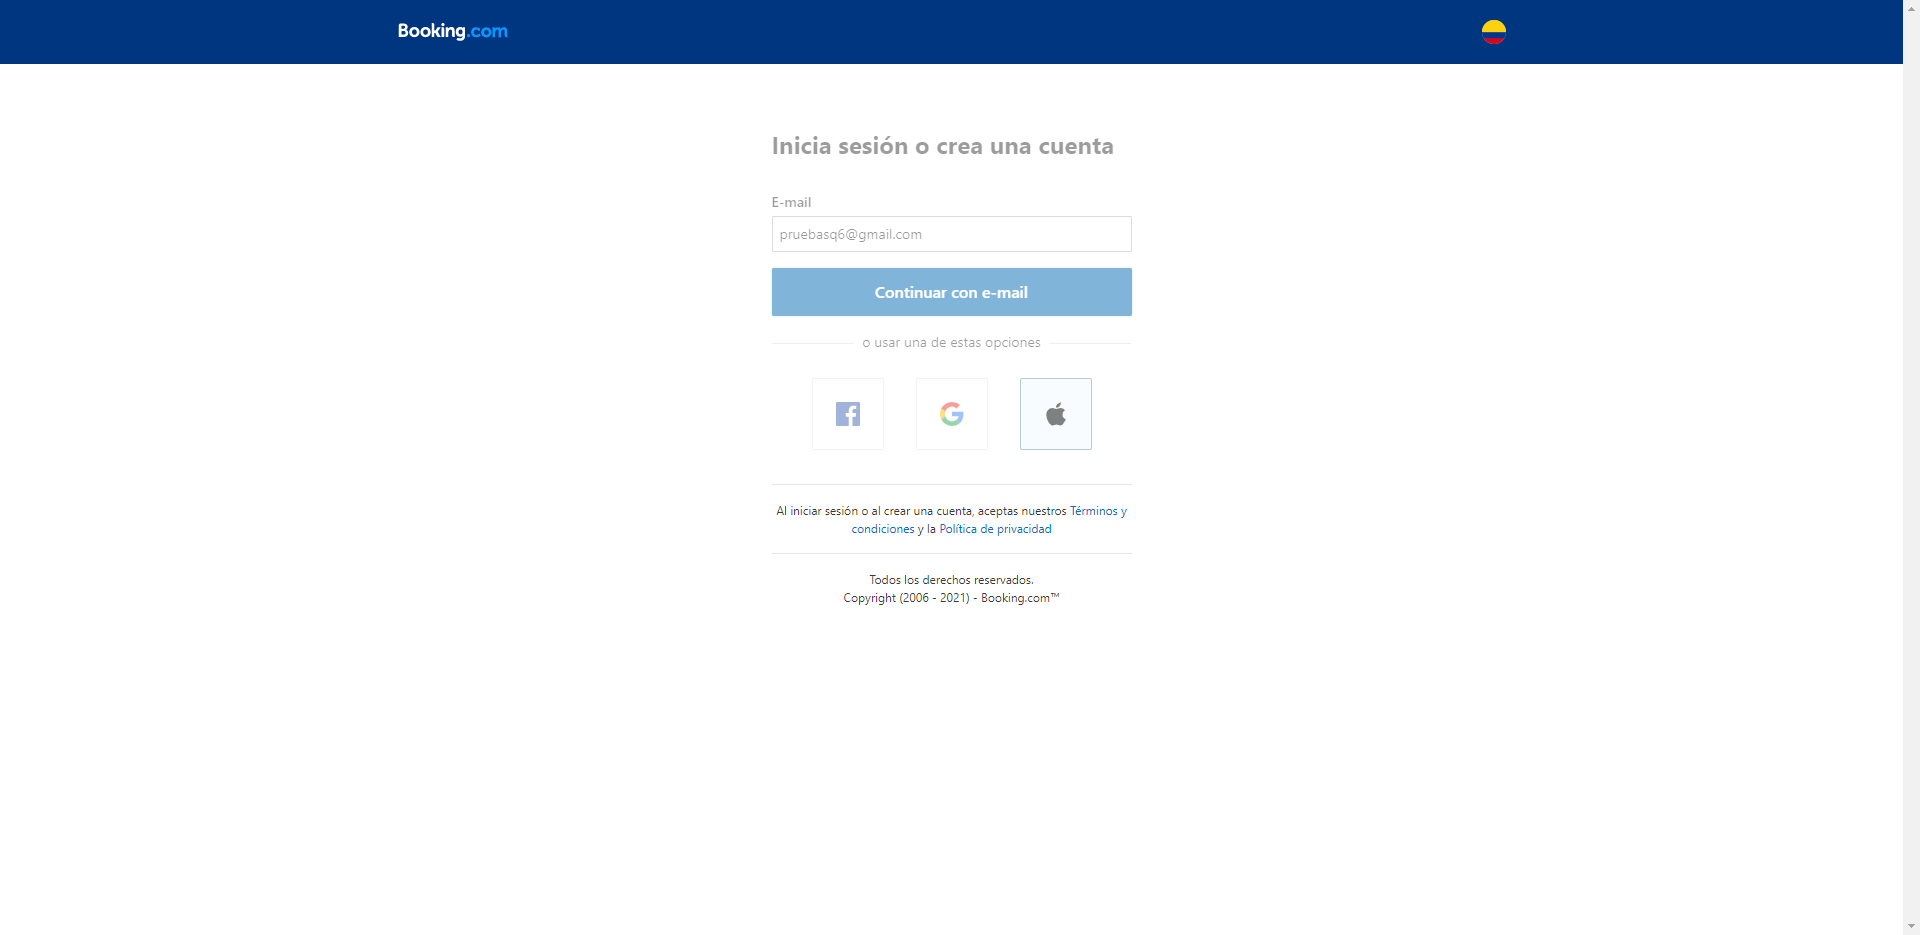 Booking.com
Inicia sesión o crea una cuenta
E-mail
pruebasq6@gmail.com
Continuar con e-mail
o usar una de estas opciones
Al iniciar sesión o al crear una cuenta, aceptas nuestros Términos y
condiciones y la Política de privacidad
Todos los derechos reservados.
Copyright (2006 - 2021) - Booking.com™